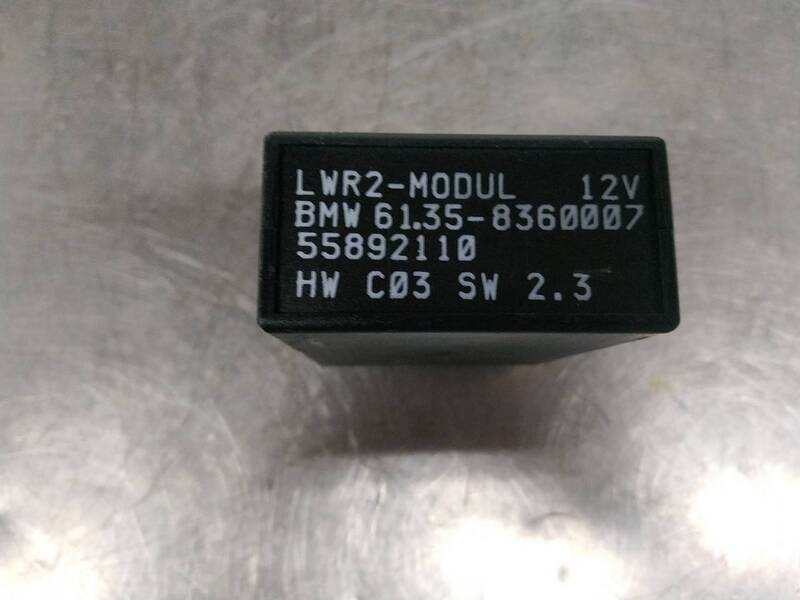 LWR2-MODUL 12V
BMW 61.35-8360007
55892110
HW C03 SW 2.3